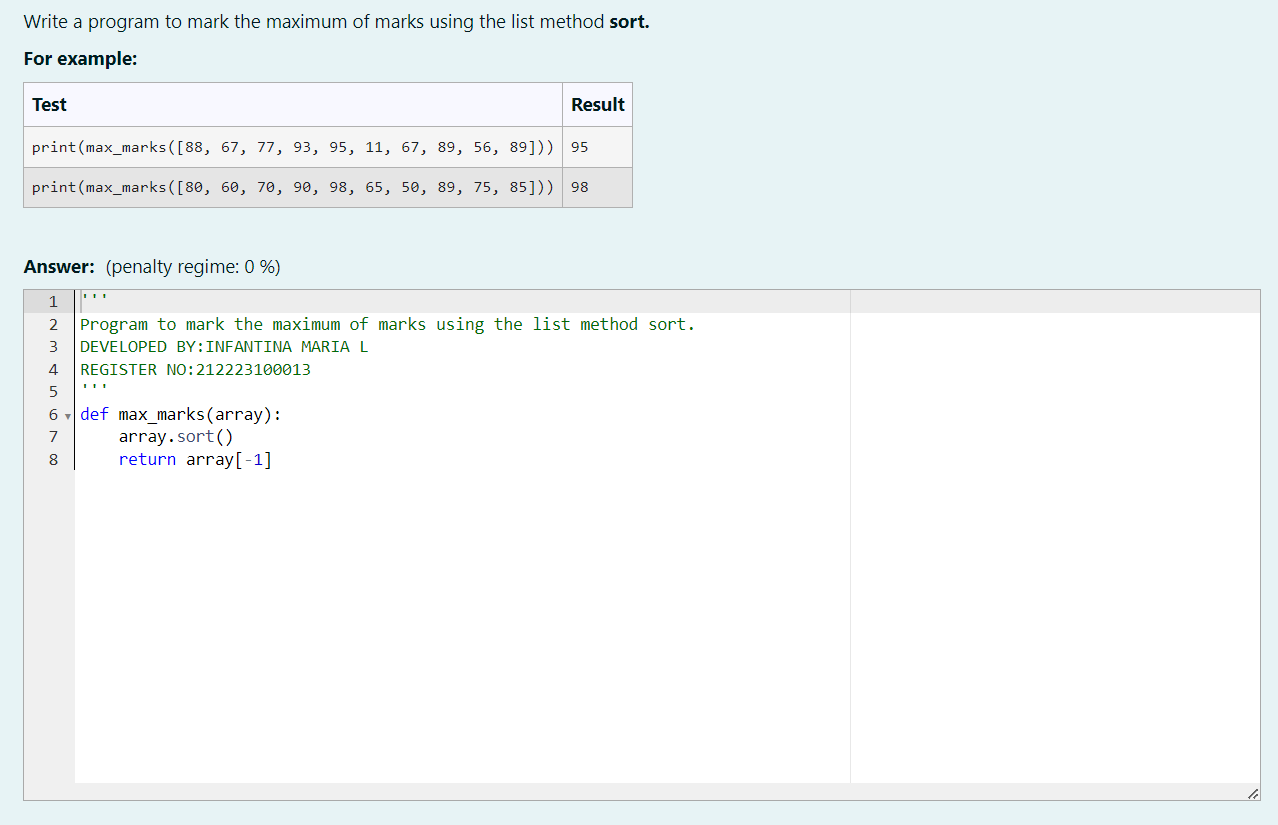 Write a program to mark the maximum of marks using the list method sort.
For example:
Test Result
print(max_marks([88, 67, 77, 93, 95, 11, 67, 89, 56, 89])) 95
print(max_marks([80, 60, 70, 90, 98, 65, 50, 89, 75, 85])) 98
Answer: (penalty regime: 0 %)
1 '''
2 Program to mark the maximum of marks using the list method sort.
3 DEVELOPED BY:INFANTINA MARIA L
4 REGISTER NO:212223100013
5 '''
6 def max_marks(array):
7     array.sort()
8     return array[-1]